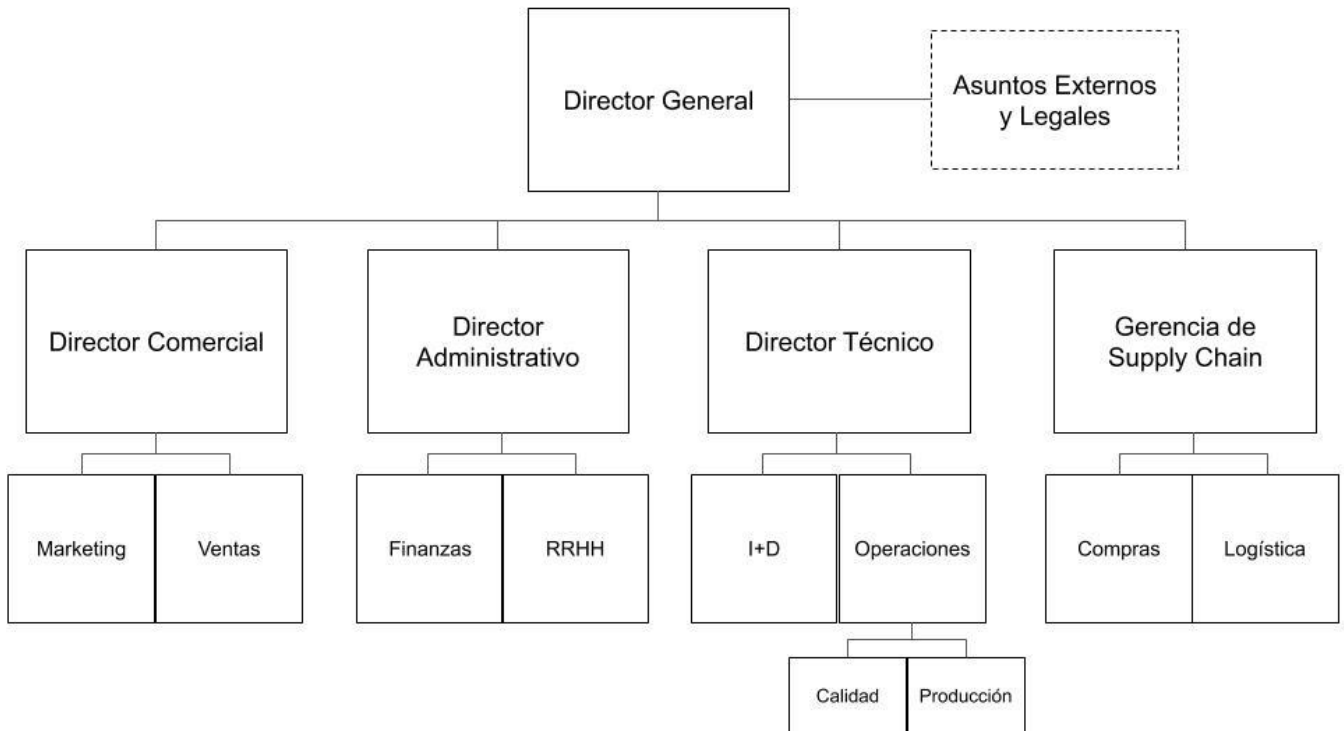 Director General
Asuntos Externos
y Legales
Director Comercial
Director
Administrativo
Director Técnico
Gerencia de
Supply Chain
Marketing
Ventas
Finanzas
RRHH
I+D
Operaciones
Compras
Logística
Calidad
Producción